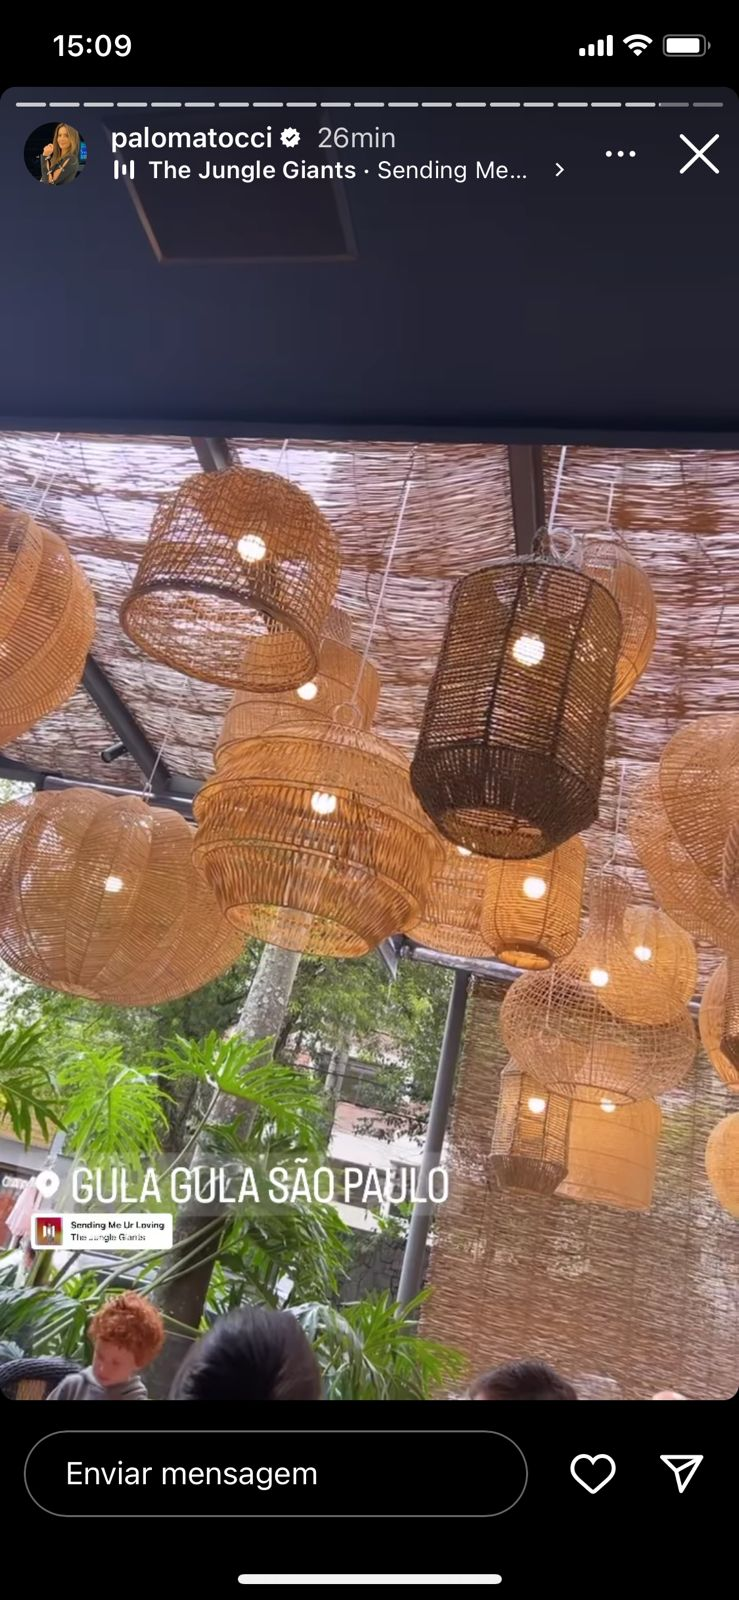 15:09
palomatocci 26min
The Jungle Giants · Sending Me...
GULA GULA SÃO PAULO
Sending Me Ur Loving
The Jungle Giants
Enviar mensagem